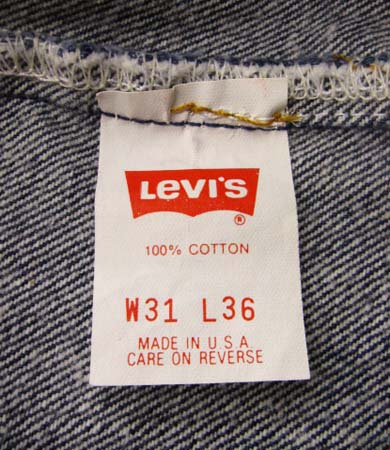 Levi's
®
100% COTTON
W31 L36
MADE IN U.S.A.
CARE ON REVERSE